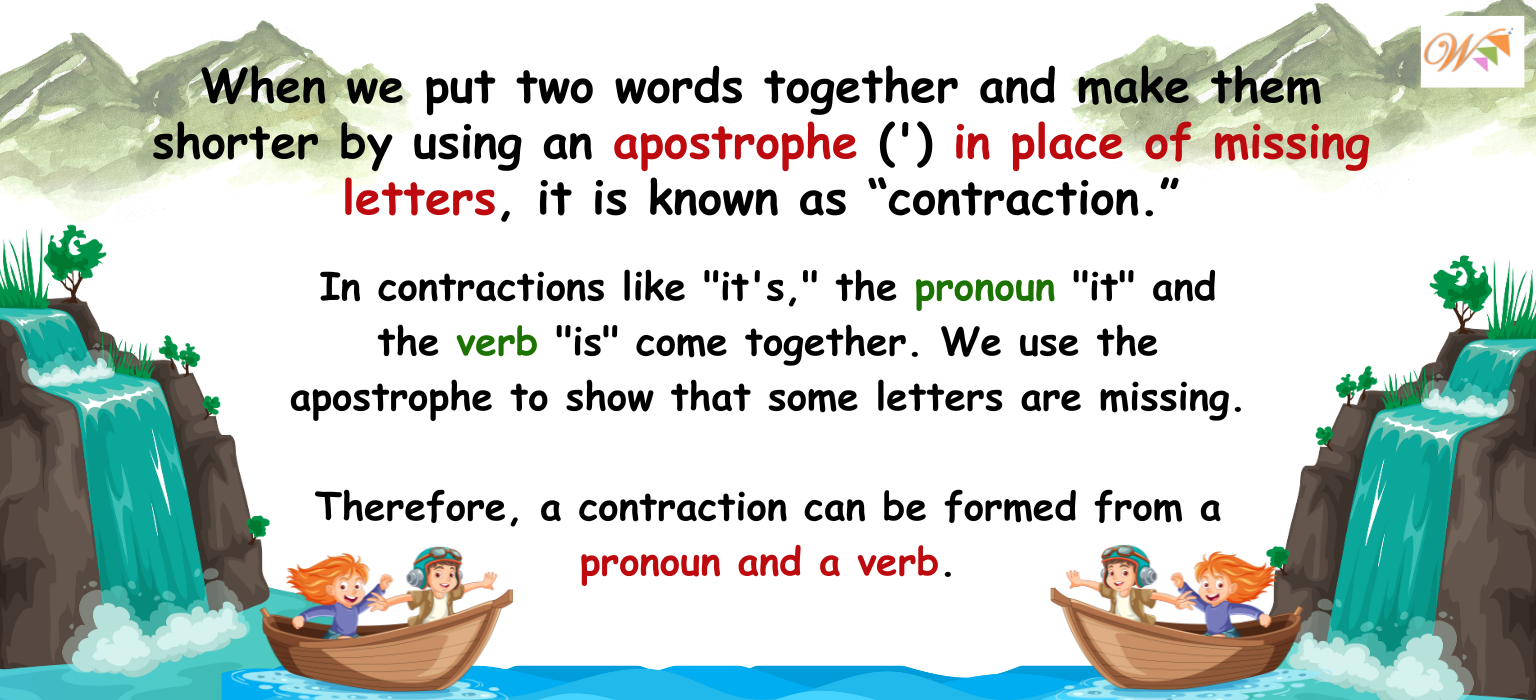 When we put two words together and make them
shorter by using an apostrophe (') in place of missing
letters, it is known as “contraction.”
In contractions like "it's," the pronoun "it" and
the verb "is" come together. We use the
apostrophe to show that some letters are missing.
Therefore, a contraction can be formed from a
pronoun and a verb.
W